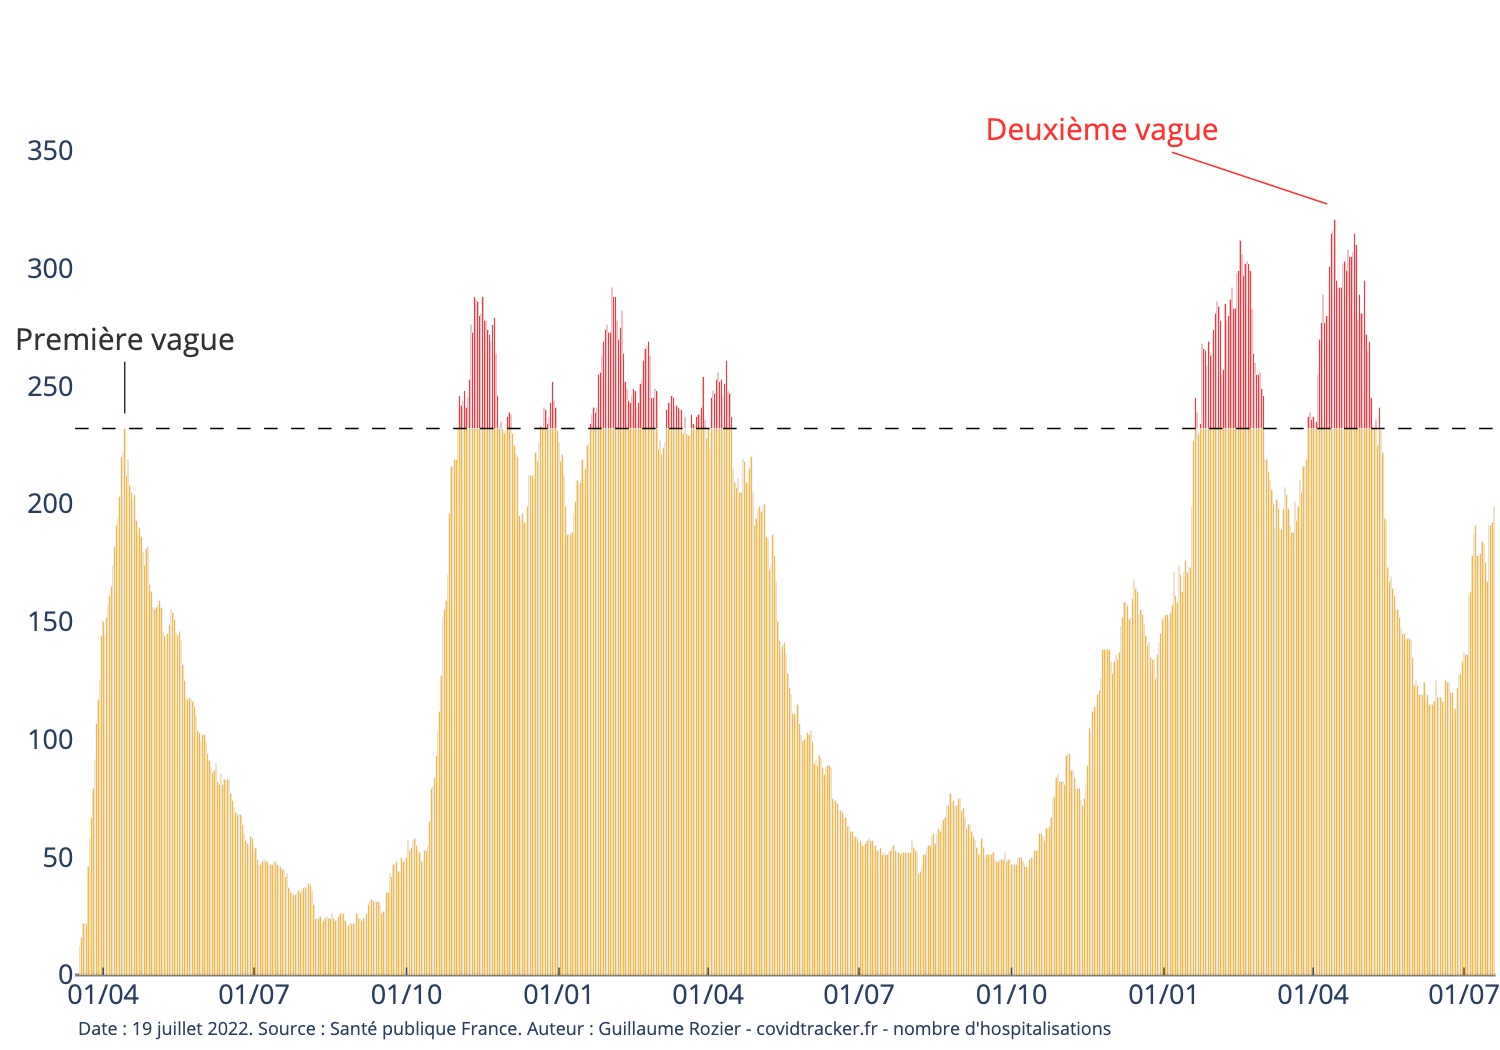 Deuxième vague
350
300
Première vague
250
200
150
100
50
0
01/04 01/07 01/10 01/01 01/04 01/07 01/10 01/01 01/04 01/07
Date : 19 juillet 2022. Source : Santé publique France. Auteur : Guillaume Rozier - covidtracker.fr - nombre d'hospitalisations